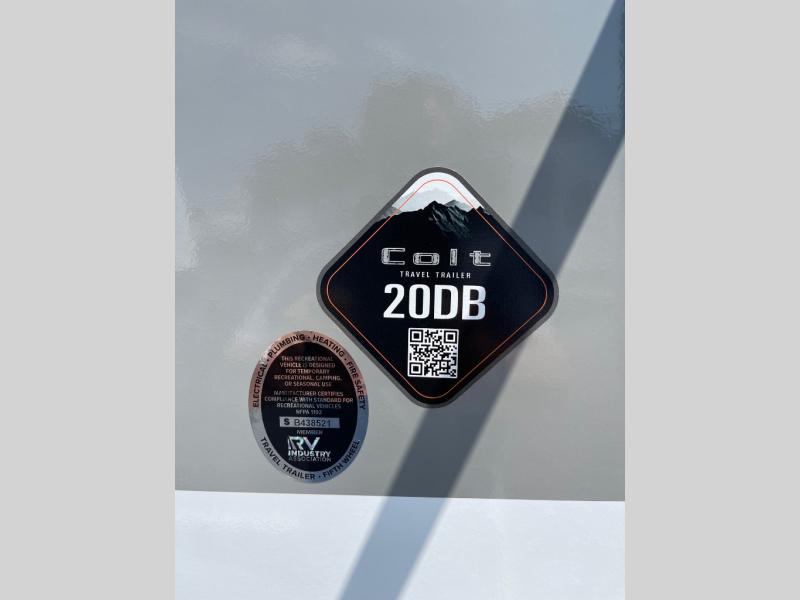 Colt
TRAVEL TRAILER
20DB
ELECTRICAL • PLUMBING • HEATING • FIRE SAFETY
THIS RECREATIONAL
VEHICLE IS DESIGNED
FOR TEMPORARY
RECREATIONAL, CAMPING,
OR SEASONAL USE
MANUFACTURER CERTIFIES
COMPLIANCE WITH STANDARD FOR
RECREATIONAL VEHICLES
NFPA 1192
S B438521
MEMBER
RV
INDUSTRY
ASSOCIATION
TRAVEL TRAILER • FIFTH WHEEL